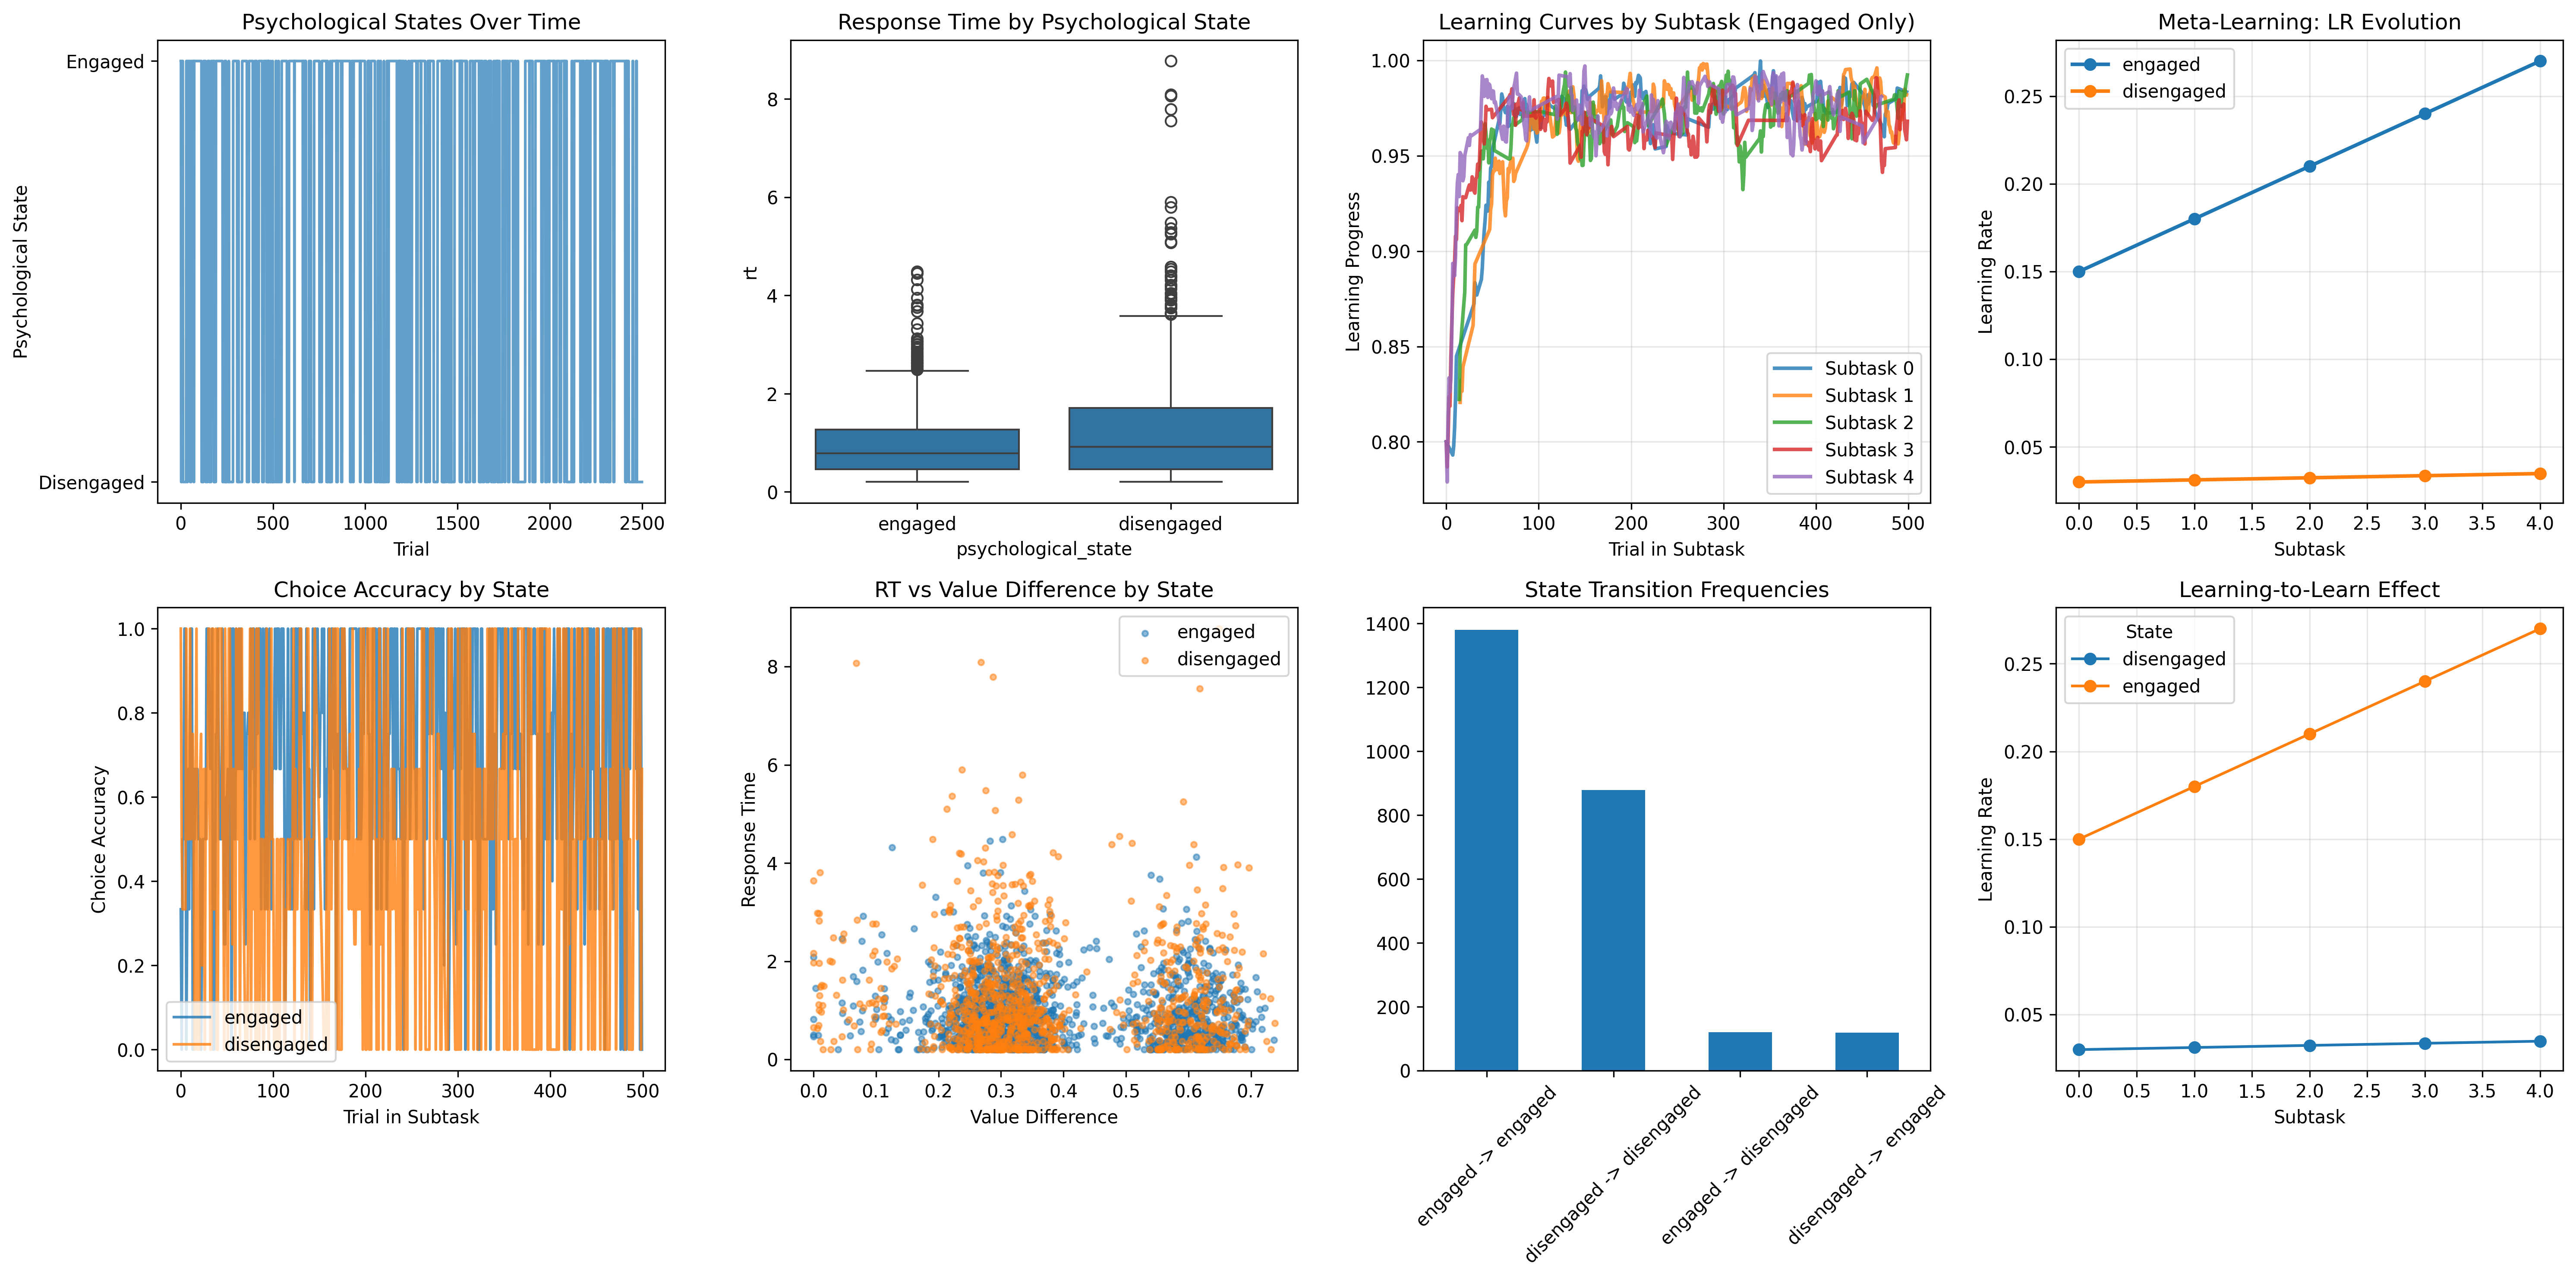 Psychological States Over Time
Psychological State
Engaged
Disengaged
0 500 1000 1500 2000 2500
Trial
Response Time by Psychological State
rt
8
6
4
2
0
engaged disengaged
psychological_state
Learning Curves by Subtask (Engaged Only)
Learning Progress
1.00
0.95
0.90
0.85
0.80
Subtask 0
Subtask 1
Subtask 2
Subtask 3
Subtask 4
0 100 200 300 400 500
Trial in Subtask
Meta-Learning: LR Evolution
Learning Rate
engaged
disengaged
0.25
0.20
0.15
0.10
0.05
0.0 0.5 1.0 1.5 2.0 2.5 3.0 3.5 4.0
Subtask
Choice Accuracy by State
Choice Accuracy
1.0
0.8
0.6
0.4
0.2
0.0
engaged
disengaged
0 100 200 300 400 500
Trial in Subtask
RT vs Value Difference by State
Response Time
engaged
disengaged
8
6
4
2
0
0.0 0.1 0.2 0.3 0.4 0.5 0.6 0.7
Value Difference
State Transition Frequencies
1400
1200
1000
800
600
400
200
0
engaged -> engaged
disengaged -> disengaged
engaged -> disengaged
disengaged -> engaged
Learning-to-Learn Effect
Learning Rate
State
disengaged
engaged
0.25
0.20
0.15
0.10
0.05
0.0 0.5 1.0 1.5 2.0 2.5 3.0 3.5 4.0
Subtask